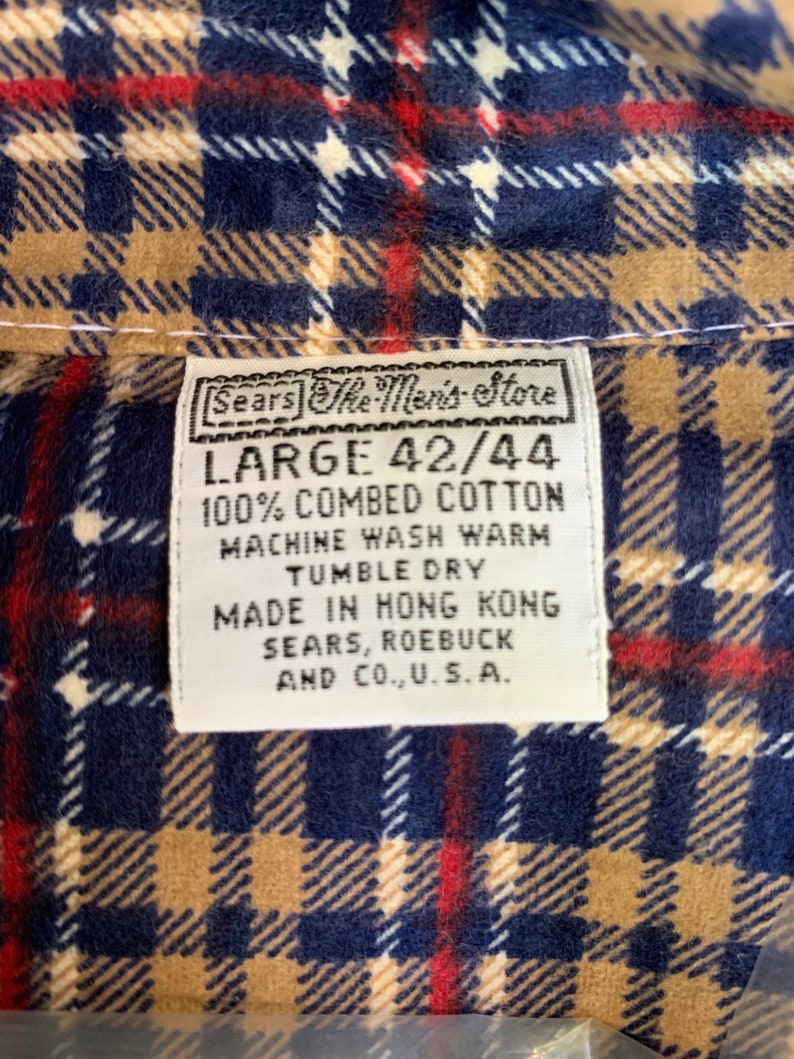 Sears The Men's Store
LARGE 42/44
100% COMBED COTTON
MACHINE WASH WARM
TUMBLE DRY
MADE IN HONG KONG
SEARS, ROEBUCK
AND CO., U.S.A.